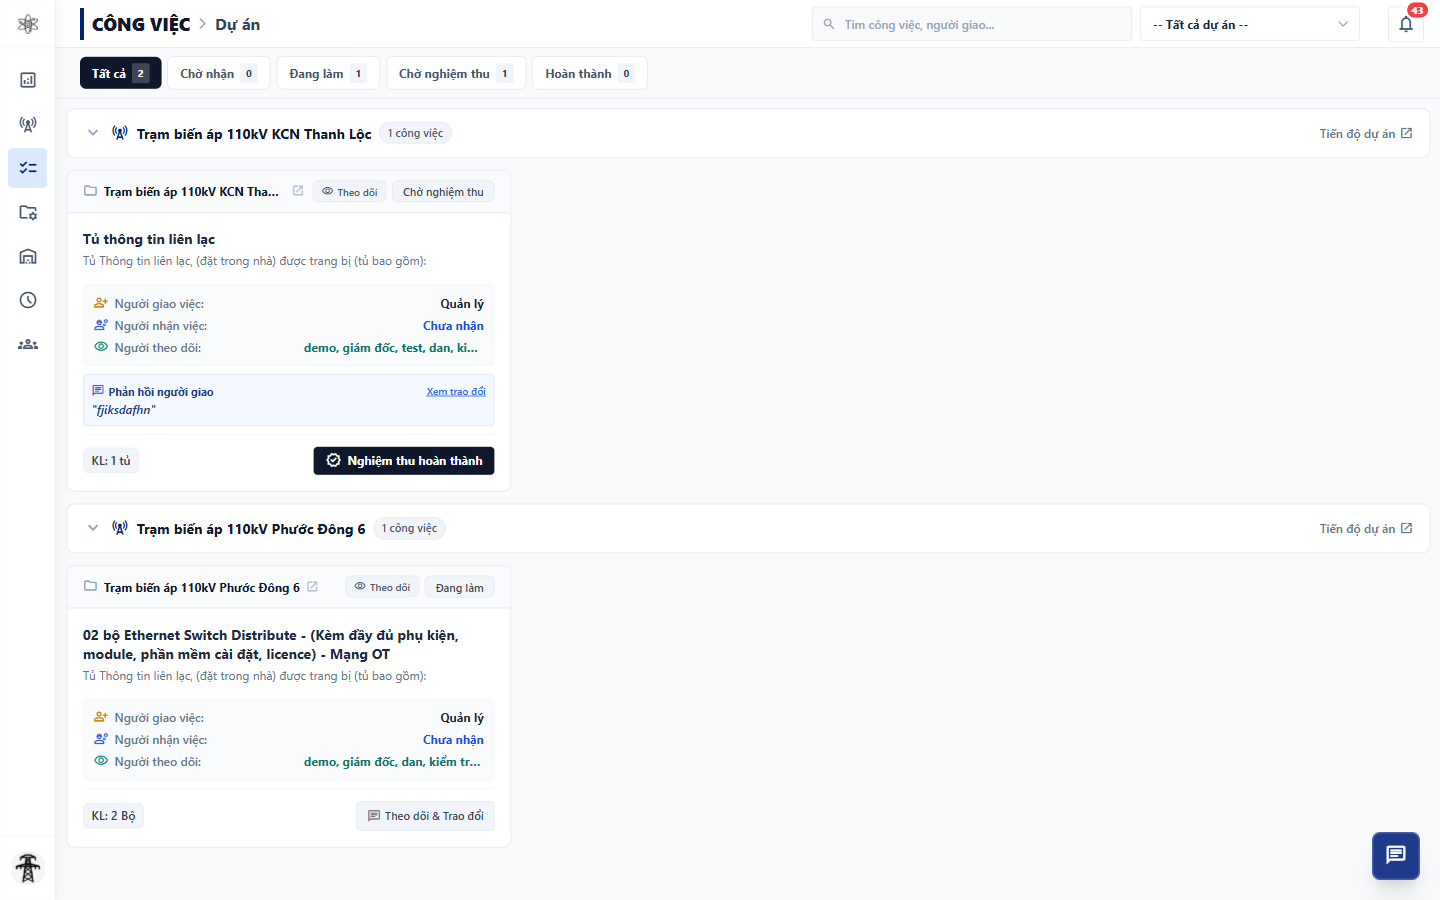 CÔNG VIỆC > Dự án
Tìm công việc, người giao...
-- Tất cả dự án --
43
Tất cả 2
Chờ nhận 0
Đang làm 1
Chờ nghiệm thu 1
Hoàn thành 0
Trạm biến áp 110kV KCN Thanh Lộc 1 công việc
Tiến độ dự án
Trạm biến áp 110kV KCN Tha... Theo dõi Chờ nghiệm thu
Tủ thông tin liên lạc
Tủ Thông tin liên lạc, (đặt trong nhà) được trang bị (tủ bao gồm):
Người giao việc: Quản lý
Người nhận việc: Chưa nhận
Người theo dõi: demo, giám đốc, test, dan, ki...
Phản hồi người giao Xem trao đổi
"fjiksdafhn"
KL: 1 tủ Nghiệm thu hoàn thành
Trạm biến áp 110kV Phước Đông 6 1 công việc
Tiến độ dự án
Trạm biến áp 110kV Phước Đông 6 Theo dõi Đang làm
02 bộ Ethernet Switch Distribute - (Kèm đầy đủ phụ kiện,
module, phần mềm cài đặt, licence) - Mạng OT
Tủ Thông tin liên lạc, (đặt trong nhà) được trang bị (tủ bao gồm):
Người giao việc: Quản lý
Người nhận việc: Chưa nhận
Người theo dõi: demo, giám đốc, dan, kiểm tr...
KL: 2 Bộ Theo dõi & Trao đổi